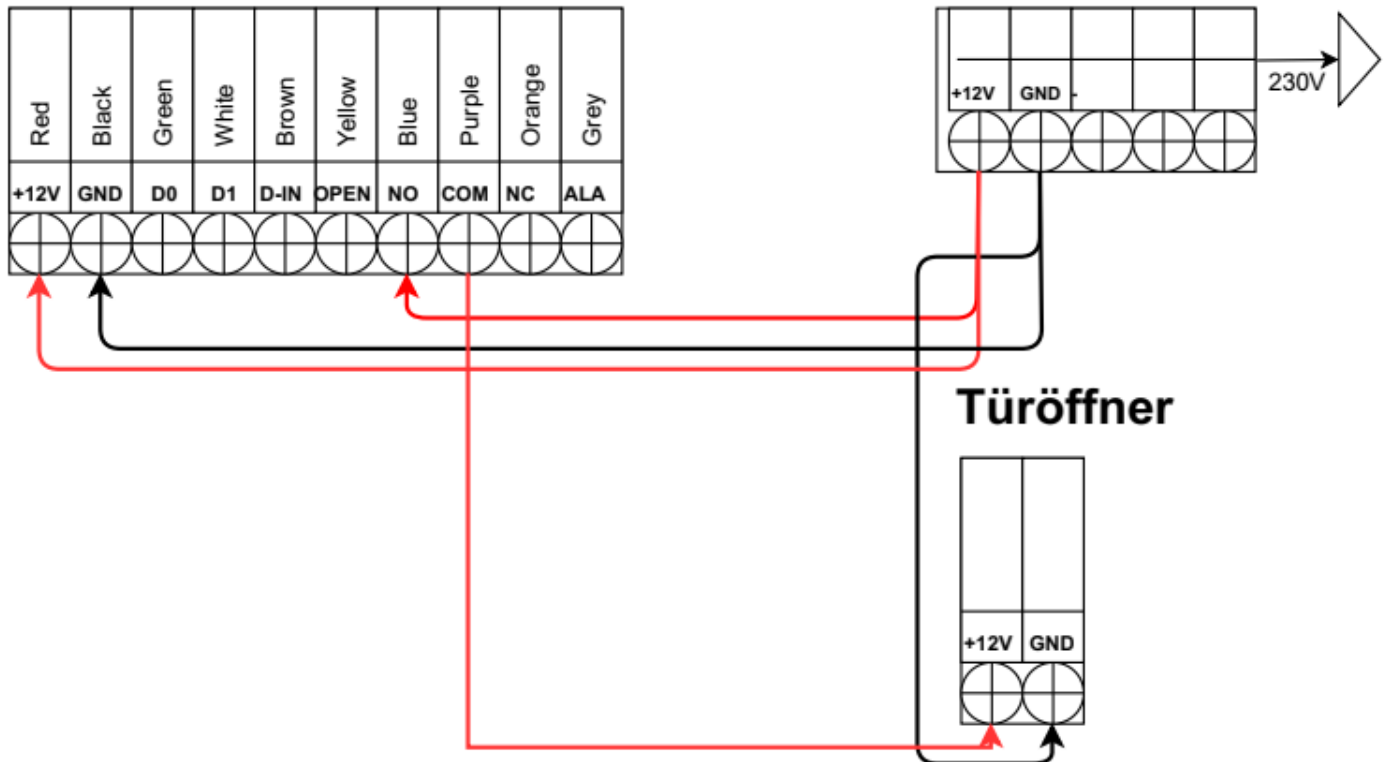 Red
Black
Green
White
Brown
Yellow
Blue
Purple
Orange
Grey
+12V GND D0 D1 D-IN OPEN NO COM NC ALA
+12V GND -
230V
Türöffner
+12V GND